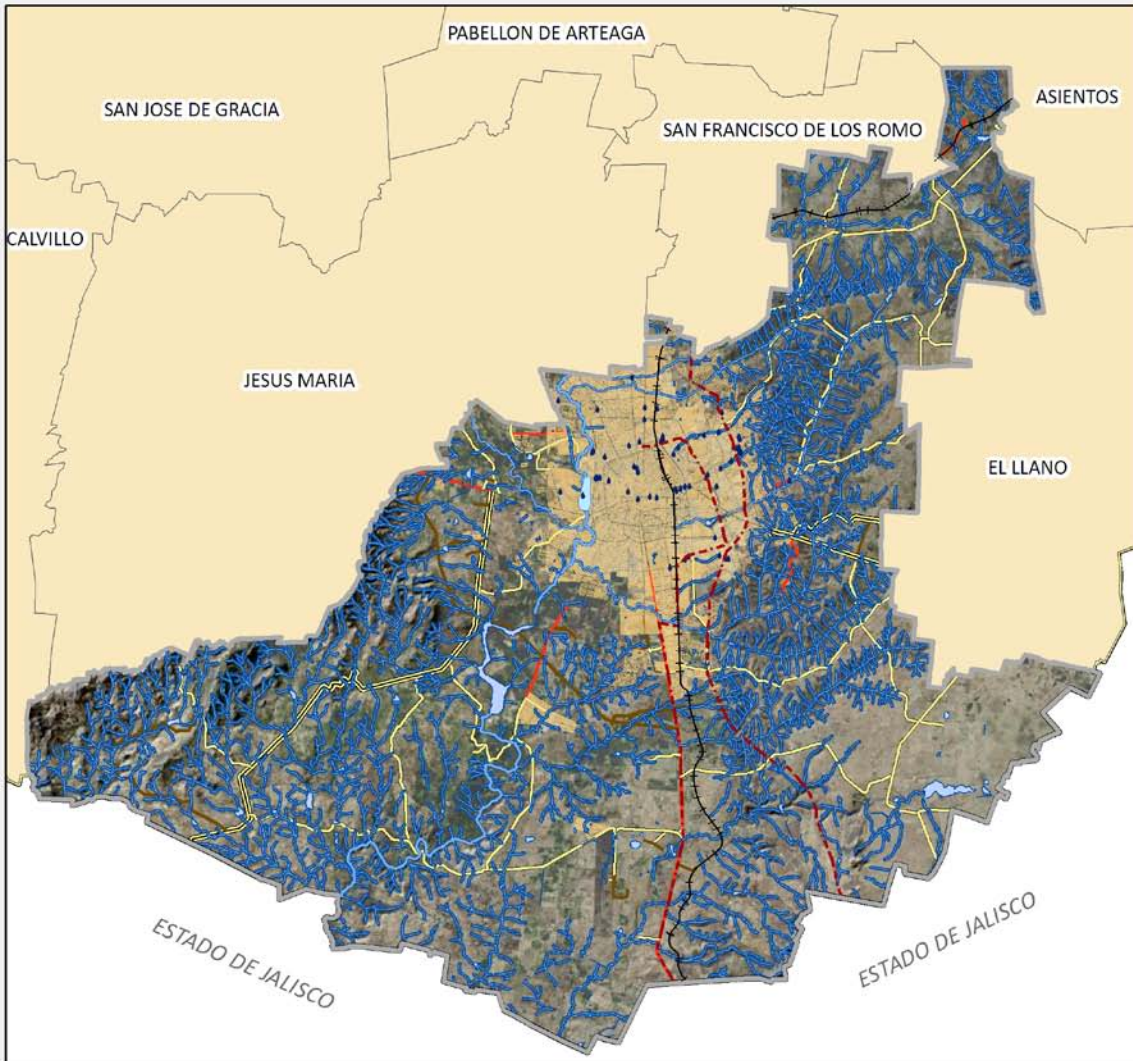 PABELLON DE ARTEAGA
SAN JOSE DE GRACIA
ASIENTOS
SAN FRANCISCO DE LOS ROMO
CALVILLO
JESUS MARIA
EL LLANO
ESTADO DE JALISCO
ESTADO DE JALISCO